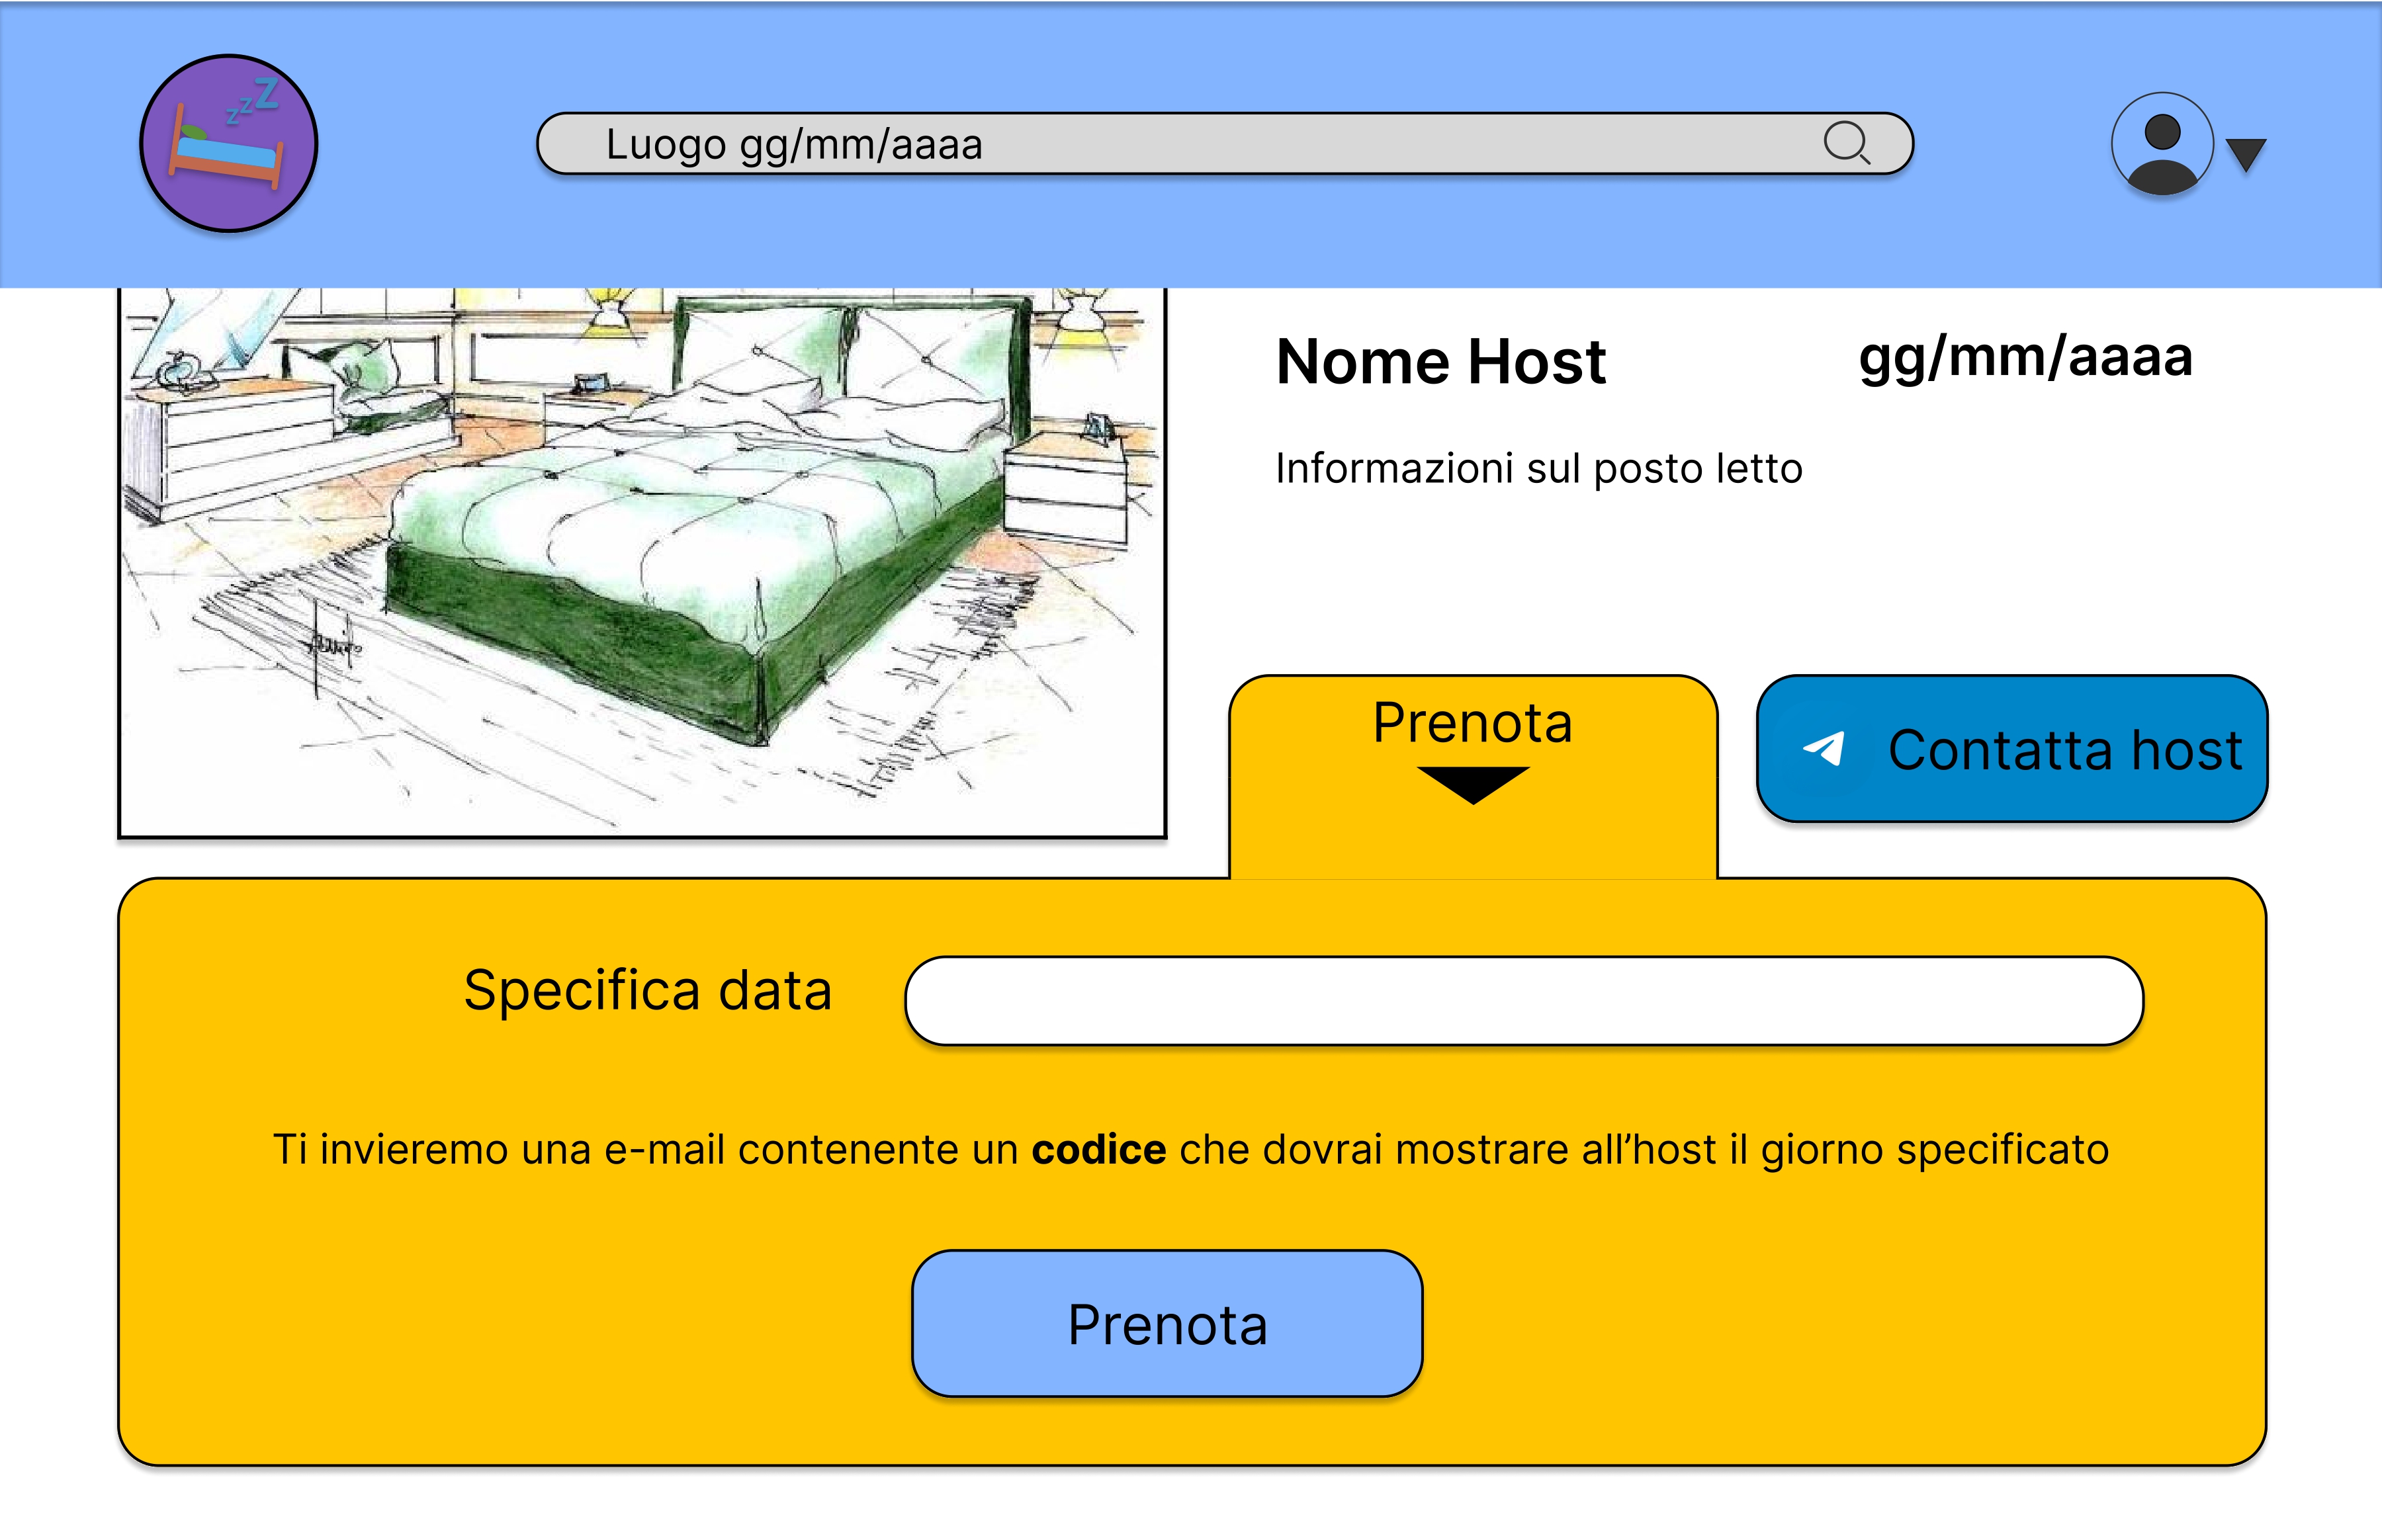 zzZ
Luogo gg/mm/aaaa
Nome Host
gg/mm/aaaa
Informazioni sul posto letto
Prenota
Contatta host
Specifica data
Ti invieremo una e-mail contenente un codice che dovrai mostrare all’host il giorno specificato
Prenota